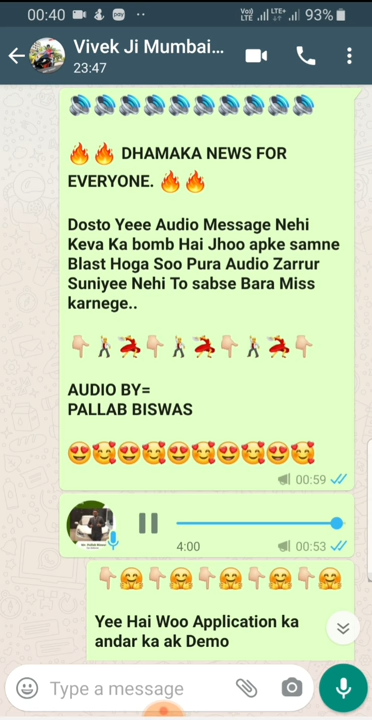 00:40
Vo)) LTE LTE+ 93%
Vivek Ji Mumbai...
23:47
DHAMAKA NEWS FOR
EVERYONE.
Dosto Yeee Audio Message Nehi
Keva Ka bomb Hai Jhoo apke samne
Blast Hoga Soo Pura Audio Zarrur
Suniyee Nehi To sabse Bara Miss
karnege..
AUDIO BY=
PALLAB BISWAS
00:59
4:00
00:53
Yee Hai Woo Application ka
andar ka ak Demo
Type a message